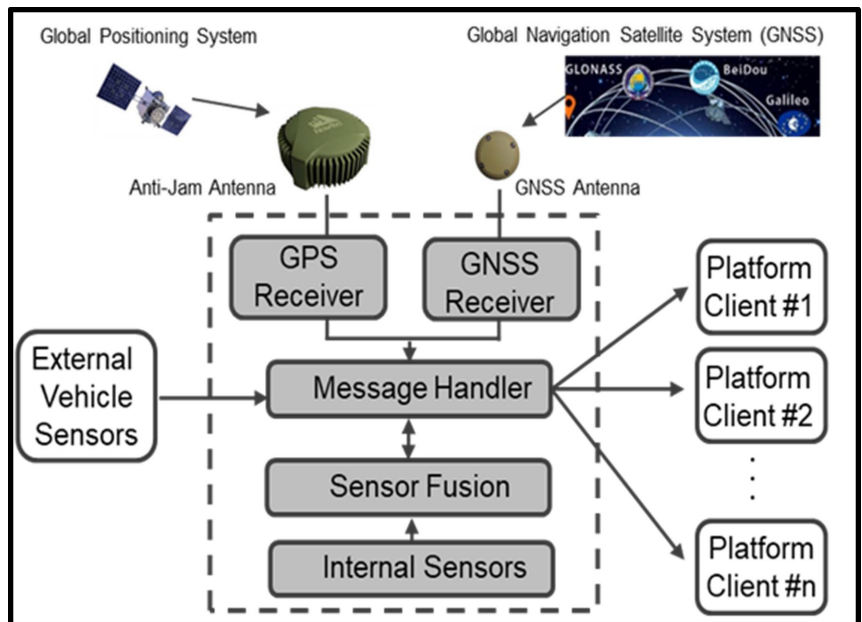 Global Positioning System
Global Navigation Satellite System (GNSS)
GLONASS
BeiDou
Galileo
Anti-Jam Antenna
GNSS Antenna
GPS
Receiver
GNSS
Receiver
External
Vehicle
Sensors
Message Handler
Sensor Fusion
Internal Sensors
Platform
Client #1
Platform
Client #2
Platform
Client #n